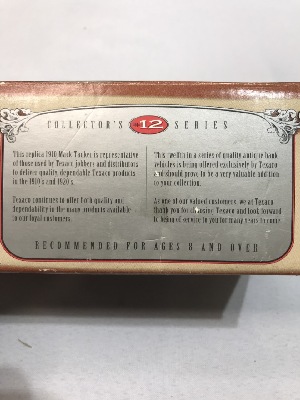 COLLECTOR'S #12 SERIES
This replica 1910 Mack Tanker is representative
of those used by Texaco jobbers and distributors
to deliver quality dependable Texaco products
in the 1910's and 1920's.
Texaco continues to offer both quality and
dependability in the many products available
to our loyal customers.
This twelfth in a series of quality antique bank
vehicles is being offered exclusively by Texaco
and should prove to be a very valuable addition
to your collection.
As one of our valued customers, we at Texaco
thank you for choosing Texaco and look forward
to being of service to you for many years to come.
RECOMMENDED FOR AGES 8 AND OVER